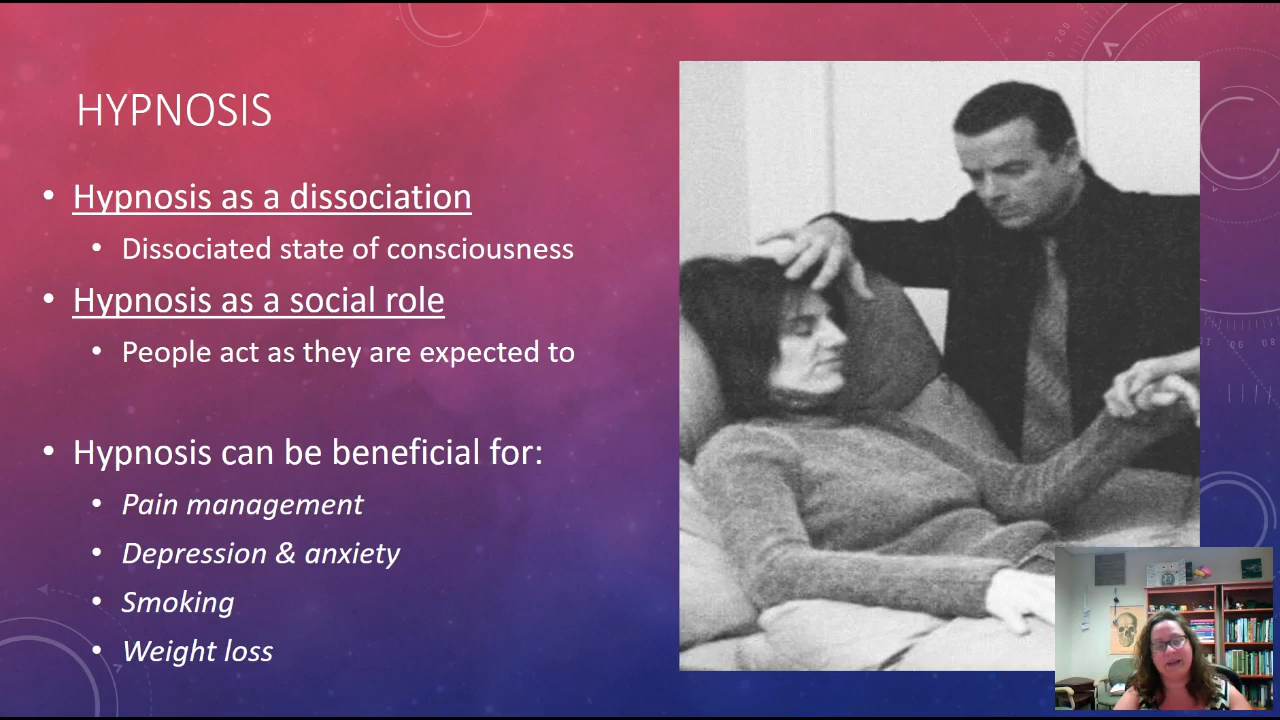 HYPNOSIS
• Hypnosis as a dissociation
• Dissociated state of consciousness
• Hypnosis as a social role
• People act as they are expected to
• Hypnosis can be beneficial for:
• Pain management
• Depression & anxiety
• Smoking
• Weight loss
200